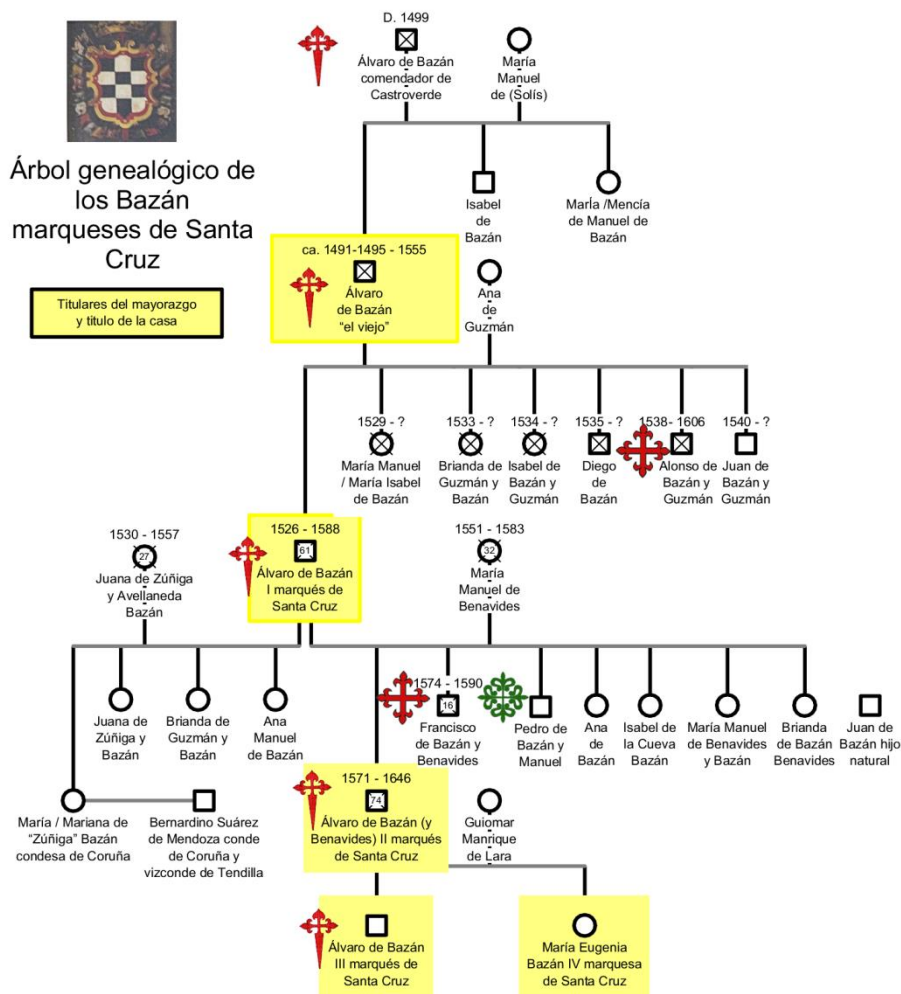 D. 1499
Álvaro de Bazán
comendador de
Castroverde
María
Manuel
de (Solís)
Árbol genealógico de
los Bazán
marqueses de Santa
Cruz
Isabel
de
Bazán
MarÍa /Mencía
de Manuel de
Bazán
Titulares del mayorazgo
y titulo de la casa
ca. 1491-1495 - 1555
Álvaro
de Bazán
"el viejo"
Ana
de
Guzmán
1529 - ?
María Manuel
/ María Isabel
de Bazán
1533 - ?
Brianda de
Guzmán y
Bazán
1534 - ?
Isabel de
Bazán y
Guzmán
1535 - ?
Diego
de
Bazán
1538- 1606
Alonso de
Bazán y
Guzmán
1540 - ?
Juan de
Bazán y
Guzmán
1530 - 1557
27
Juana de Zúñiga
y Avellaneda
Bazán
1526 - 1588
61
Álvaro de Bazán
I marqués de
Santa Cruz
1551 - 1583
32
María
Manuel
de Benavides
Juana de
Zúñiga y
Bazán
Brianda de
Guzmán y
Bazán
Ana
Manuel
de Bazán
1574 - 1590
16
Francisco
de Bazán y
Benavides
Pedro de
Bazán y
Manuel
Ana
de
Bazán
Isabel de
la Cueva
Bazán
María Manuel
de Benavides
y Bazán
Brianda
de Bazán
Benavides
Juan de
Bazán hijo
natural
María / Mariana de
"Zúñiga" Bazán
condesa de Coruña
Bernardino Suárez
de Mendoza conde
de Coruña y
vizconde de Tendilla
1571 - 1646
74
Álvaro de Bazán (y
Benavides) II marqués
de Santa Cruz
Guiomar
Manrique
de Lara
Álvaro de Bazán
III marqués de
Santa Cruz
María Eugenia
Bazán IV marquesa
de Santa Cruz